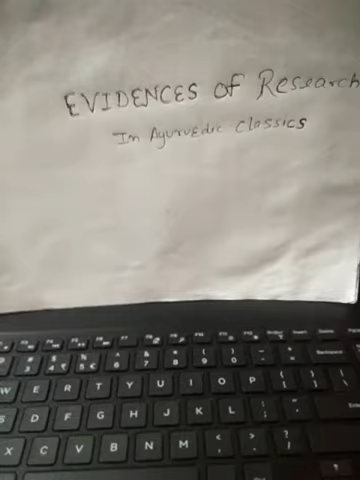 EVIDENCES of Research
In Ayurvedic Classics
W E R T Y U I O P
S D F G H J K L
X C V B N M